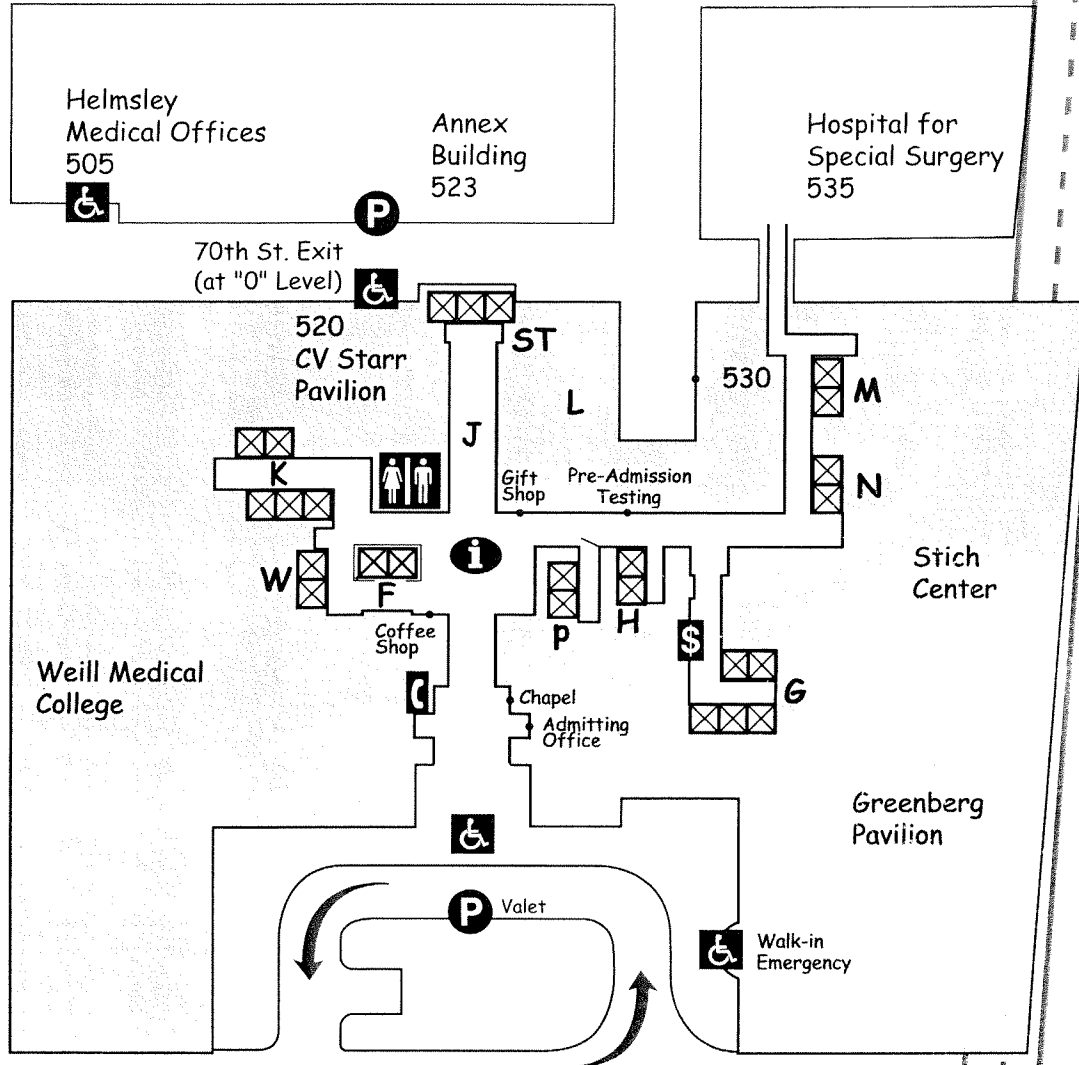 Helmsley
Medical Offices
505
Annex
Building
523
Hospital for
Special Surgery
535
P
70th St. Exit
(at "0" Level)
520
CV Starr
Pavilion
ST
L
530
M
J
K
Gift
Shop
Pre-Admission
Testing
N
i
W
F
P
H
Stich
Center
Coffee
Shop
$
Weill Medical
College
G
Chapel
Admitting
Office
Greenberg
Pavilion
P
Valet
Walk-in
Emergency